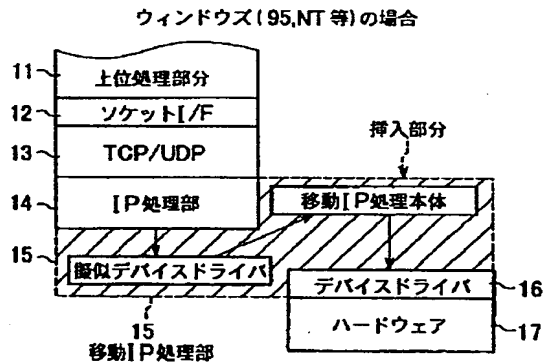 ウィンドウズ(95,NT 等)の場合
11
上位処理部分
12
ソケットI/F
13
TCP/UDP
挿入部分
14
IP処理部
移動IP処理本体
15
擬似デバイスドライバ
デバイスドライバ
16
15
移動IP処理部
ハードウェア
17